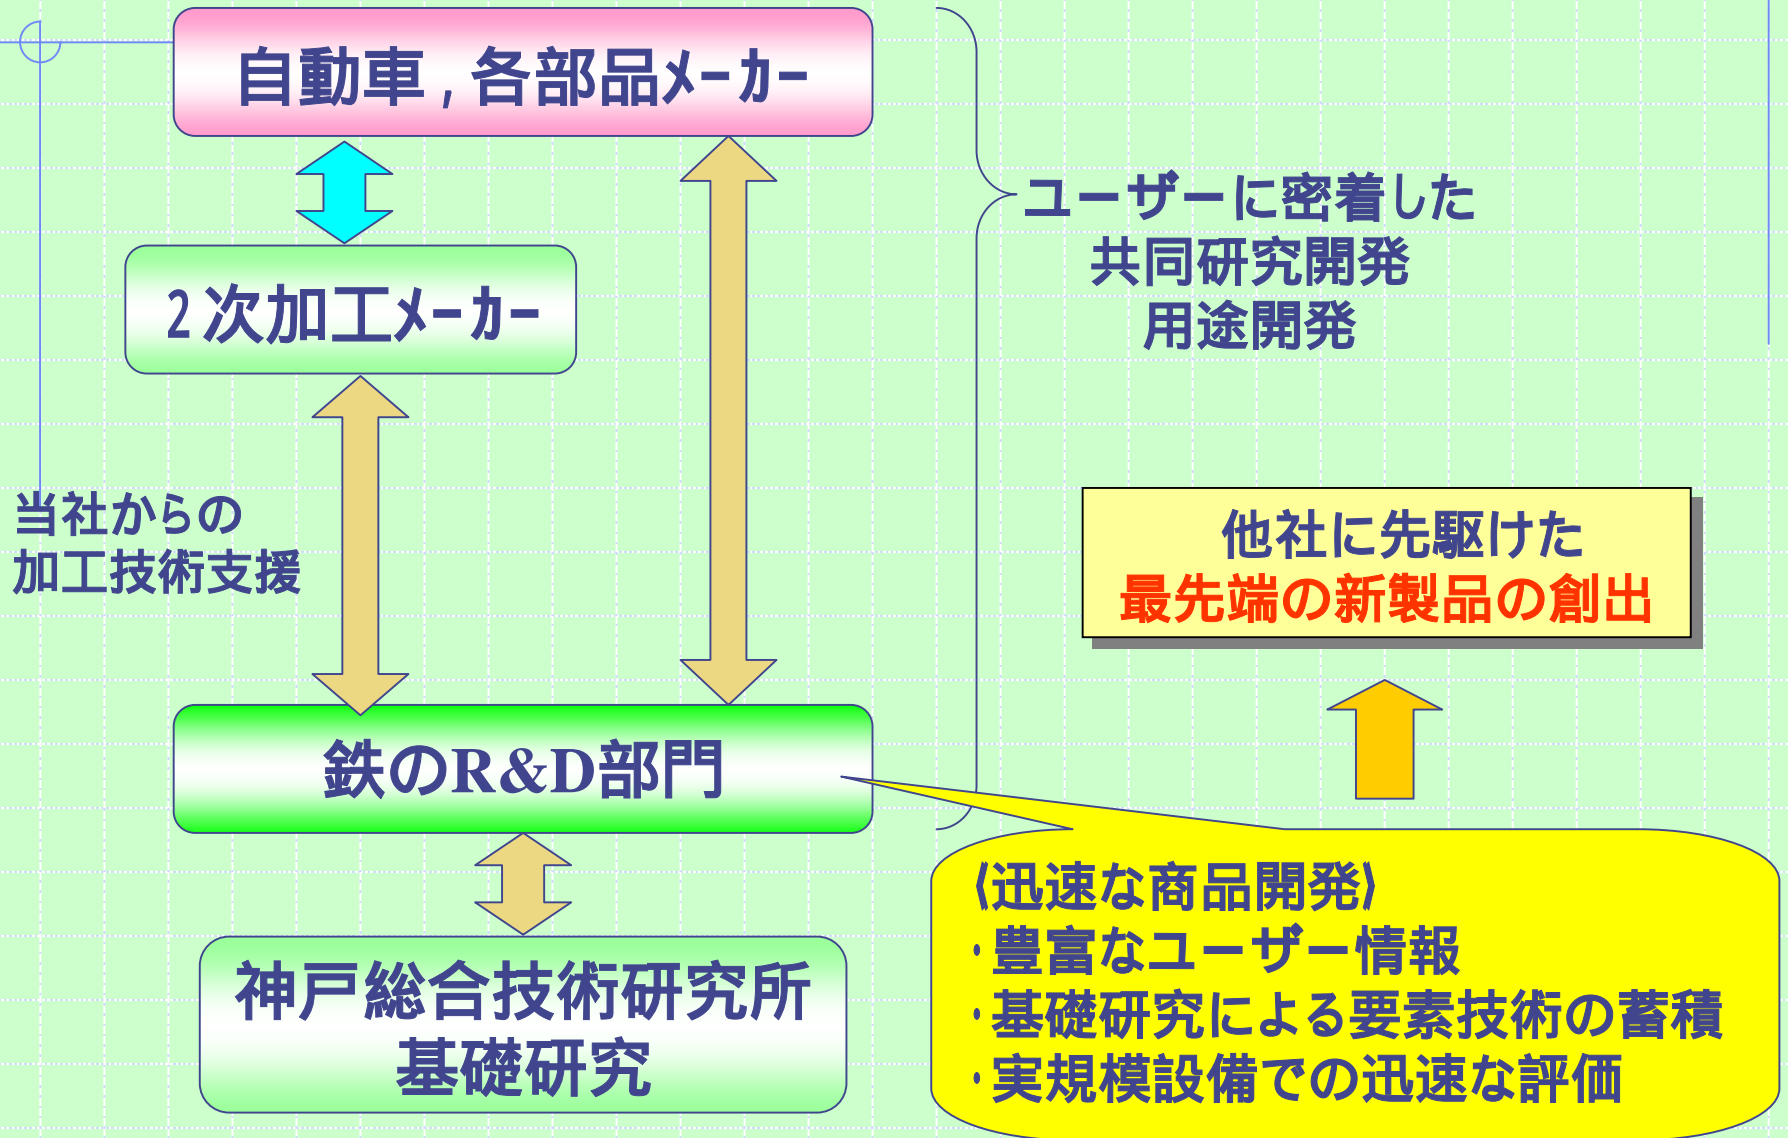 自動車,各部品ﾒｰｶｰ
ユーザーに密着した
共同研究開発
用途開発
2次加工ﾒｰｶｰ
当社からの
加工技術支援
他社に先駆けた
最先端の新製品の創出
鉄のR&D部門
神戸総合技術研究所
基礎研究
⟨迅速な商品開発⟩
・豊富なユーザー情報
・基礎研究による要素技術の蓄積
・実規模設備での迅速な評価